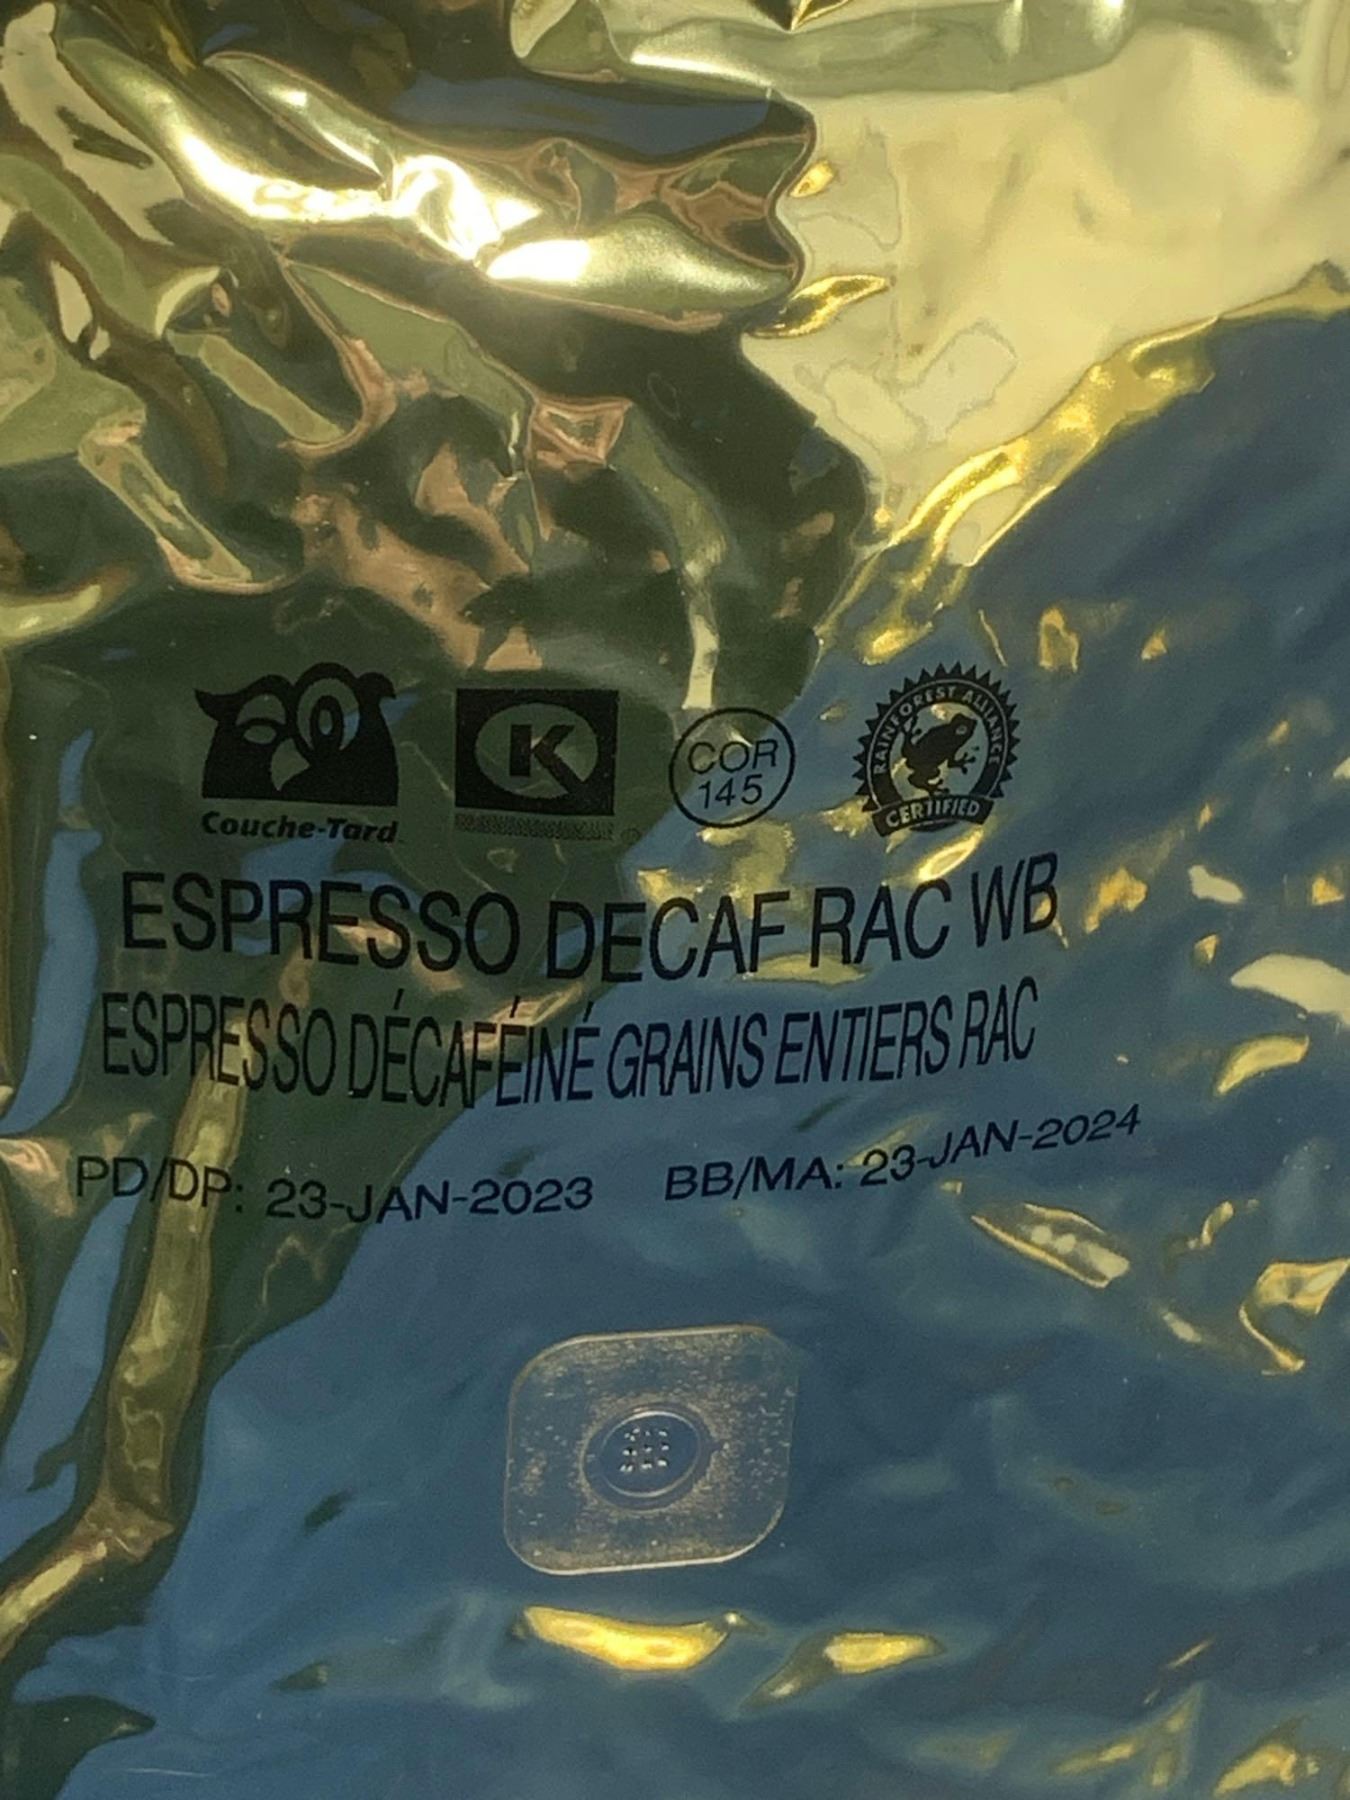 Couche-Tard
K
COR
145
RAINFOREST ALLIANCE
CERTIFIED
ESPRESSO DECAF RAC WB
ESPRESSO DÉCAFÉINÉ GRAINS ENTIERS RAC
PD/DP: 23-JAN-2023 BB/MA: 23-JAN-2024